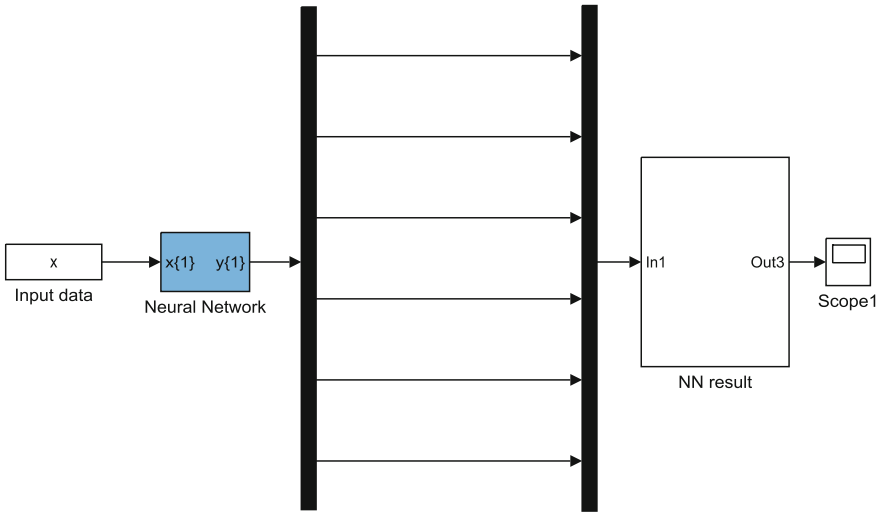 x
Input data
x{1} y{1}
Neural Network
In1 Out3
NN result
Scope1